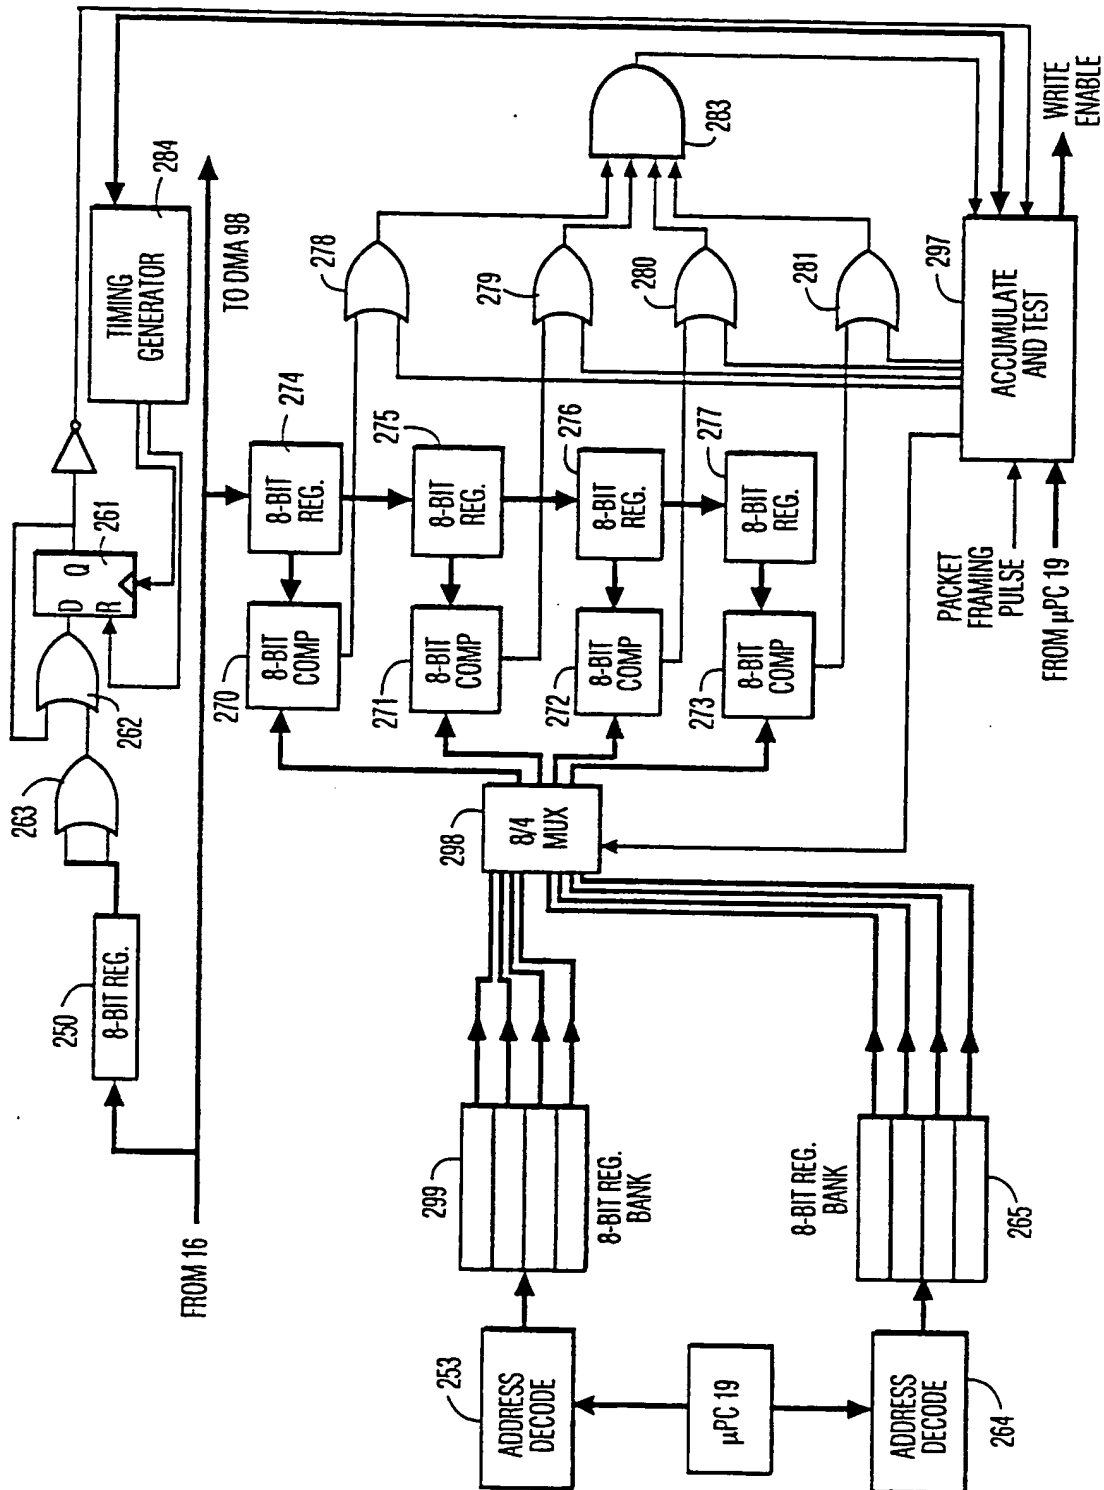 FROM 16
250
8-BIT REG.
263
262
D
Q
R
261
TIMING
GENERATOR
284
TO DMA 98
270
8-BIT
COMP
8-BIT
REG.
274
278
271
8-BIT
COMP
8-BIT
REG.
275
279
272
8-BIT
COMP
8-BIT
REG.
276
280
273
8-BIT
COMP
8-BIT
REG.
277
281
283
298
8/4
MUX
299
8-BIT REG.
BANK
253
ADDRESS
DECODE
µPC 19
8-BIT REG.
BANK
265
ADDRESS
DECODE
264
PACKET
FRAMING
PULSE
FROM µPC 19
ACCUMULATE
AND TEST
297
WRITE
ENABLE